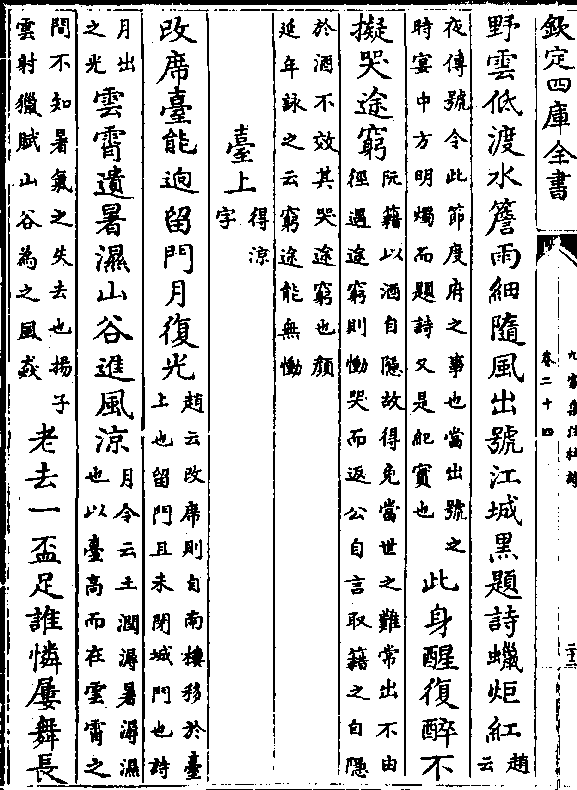 欽定四庫全書
九家集注杜詩
卷二十四
野雲低渡水簷雨細隨風出號江城黑題詩蠟炬紅趙云
夜傳號令此節度府之事也當出號之
時宴中方明燭而題詩又是紀實也
此身醒復醉不
擬哭途窮
阮籍以酒自隱故得免當世之難常出不由
徑遇途窮則慟哭而返公自言取籍之自隱
於酒不效其哭途窮也顏
延年詠之云窮途能無慟
臺上得涼字
改席臺能迥留門月復光
趙云改席則自南樓移於臺
上也留門且未閉城門也詩
月出
之光
雲霄遺暑濕山谷進風涼
月令云土潤溽暑溽濕
也以臺高而在雲霄之
間不知暑氣之失去也揚子
雲射獵賦山谷為之風猋
老去一盃足誰憐屢舞長